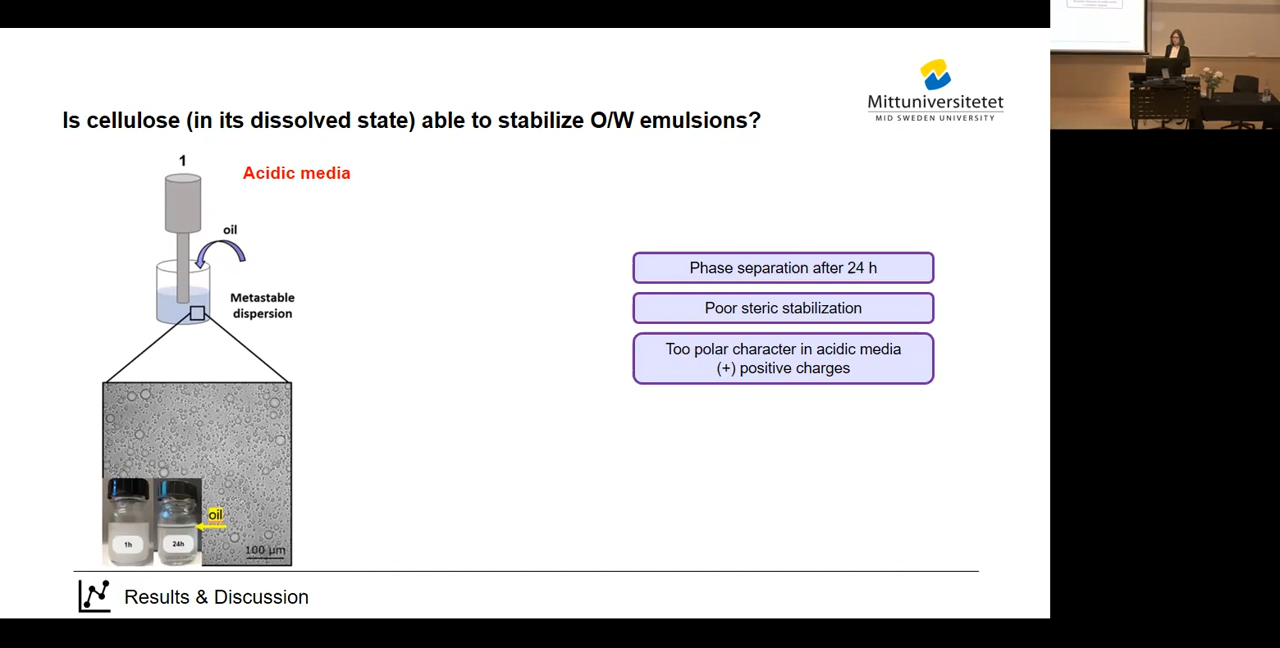 Mittuniversitetet
MID SWEDEN UNIVERSITY
Is cellulose (in its dissolved state) able to stabilize O/W emulsions?
1
Acidic media
oil
Metastable
dispersion
Phase separation after 24 h
Poor steric stabilization
Too polar character in acidic media
(+) positive charges
oil
1h
24h
100 µm
Results & Discussion